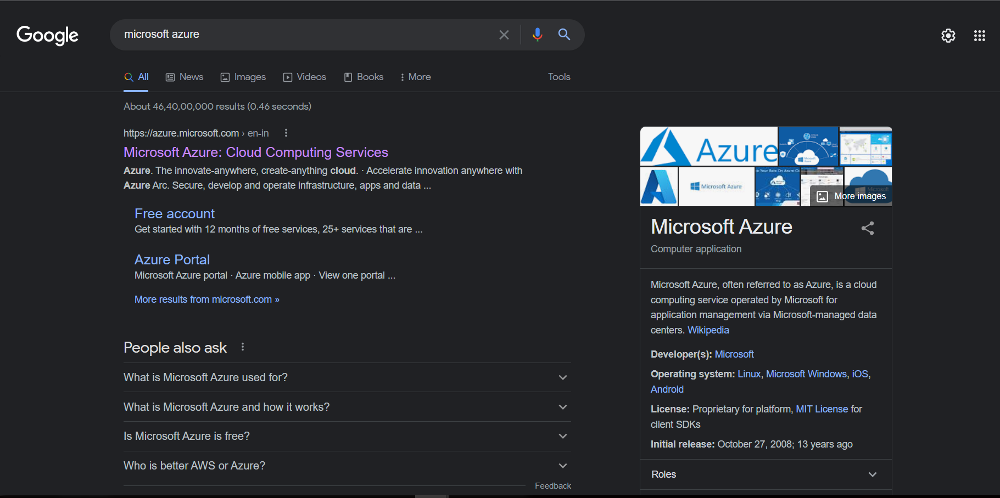 Google
microsoft azure
All News Images Videos Books More Tools
About 46,40,00,000 results (0.46 seconds)
https://azure.microsoft.com › en-in
Microsoft Azure: Cloud Computing Services
Azure. The innovate-anywhere, create-anything cloud. · Accelerate innovation anywhere with
Azure Arc. Secure, develop and operate infrastructure, apps and data ...
Free account
Get started with 12 months of free services, 25+ services that are ...
Azure Portal
Microsoft Azure portal · Azure mobile app · View one portal ...
More results from microsoft.com »
People also ask
What is Microsoft Azure used for?
What is Microsoft Azure and how it works?
Is Microsoft Azure is free?
Who is better AWS or Azure?
Feedback
Azure
Microsoft Azure
More images
Microsoft Azure
Computer application
Microsoft Azure, often referred to as Azure, is a cloud
computing service operated by Microsoft for
application management via Microsoft-managed data
centers. Wikipedia
Developer(s): Microsoft
Operating system: Linux, Microsoft Windows, iOS,
Android
License: Proprietary for platform, MIT License for
client SDKs
Initial release: October 27, 2008; 13 years ago
Roles